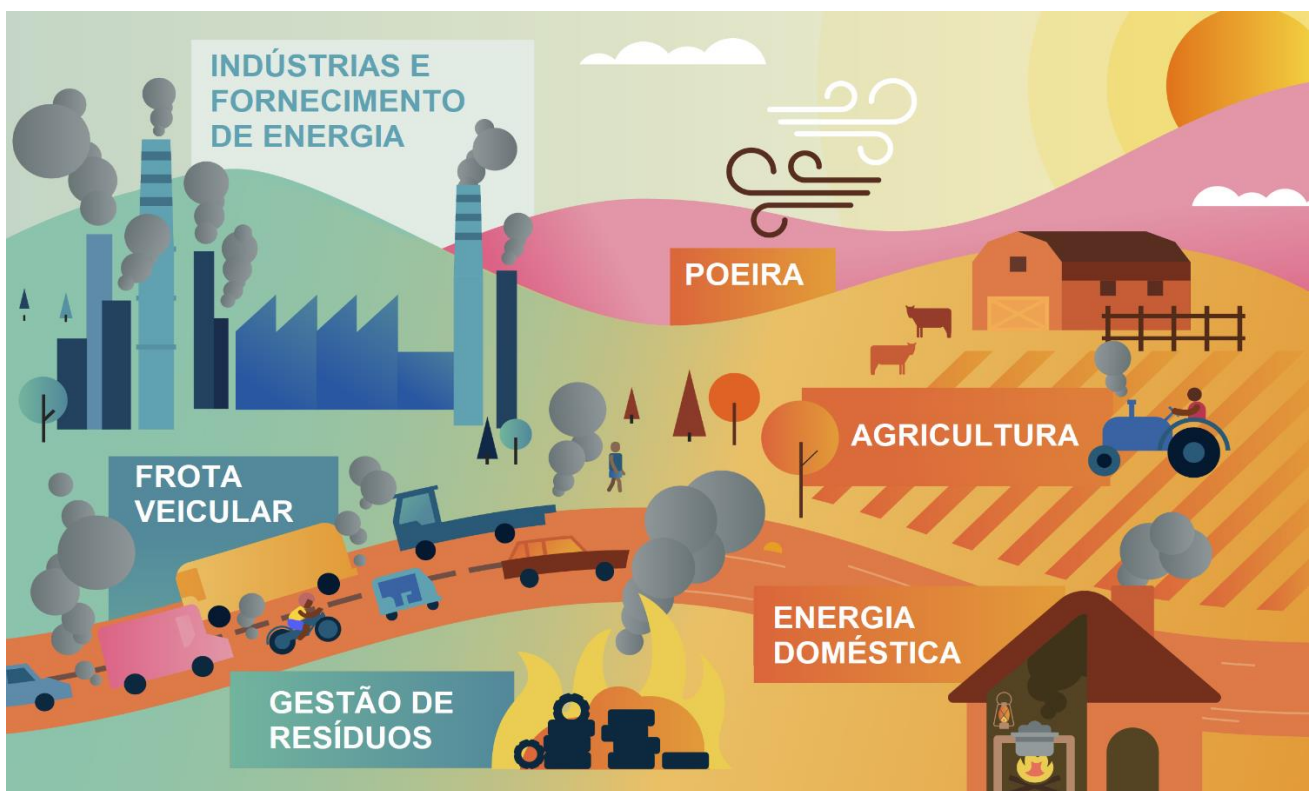 INDÚSTRIAS E
FORNECIMENTO
DE ENERGIA
POEIRA
AGRICULTURA
FROTA
VEICULAR
ENERGIA
DOMÉSTICA
GESTÃO DE
RESÍDUOS